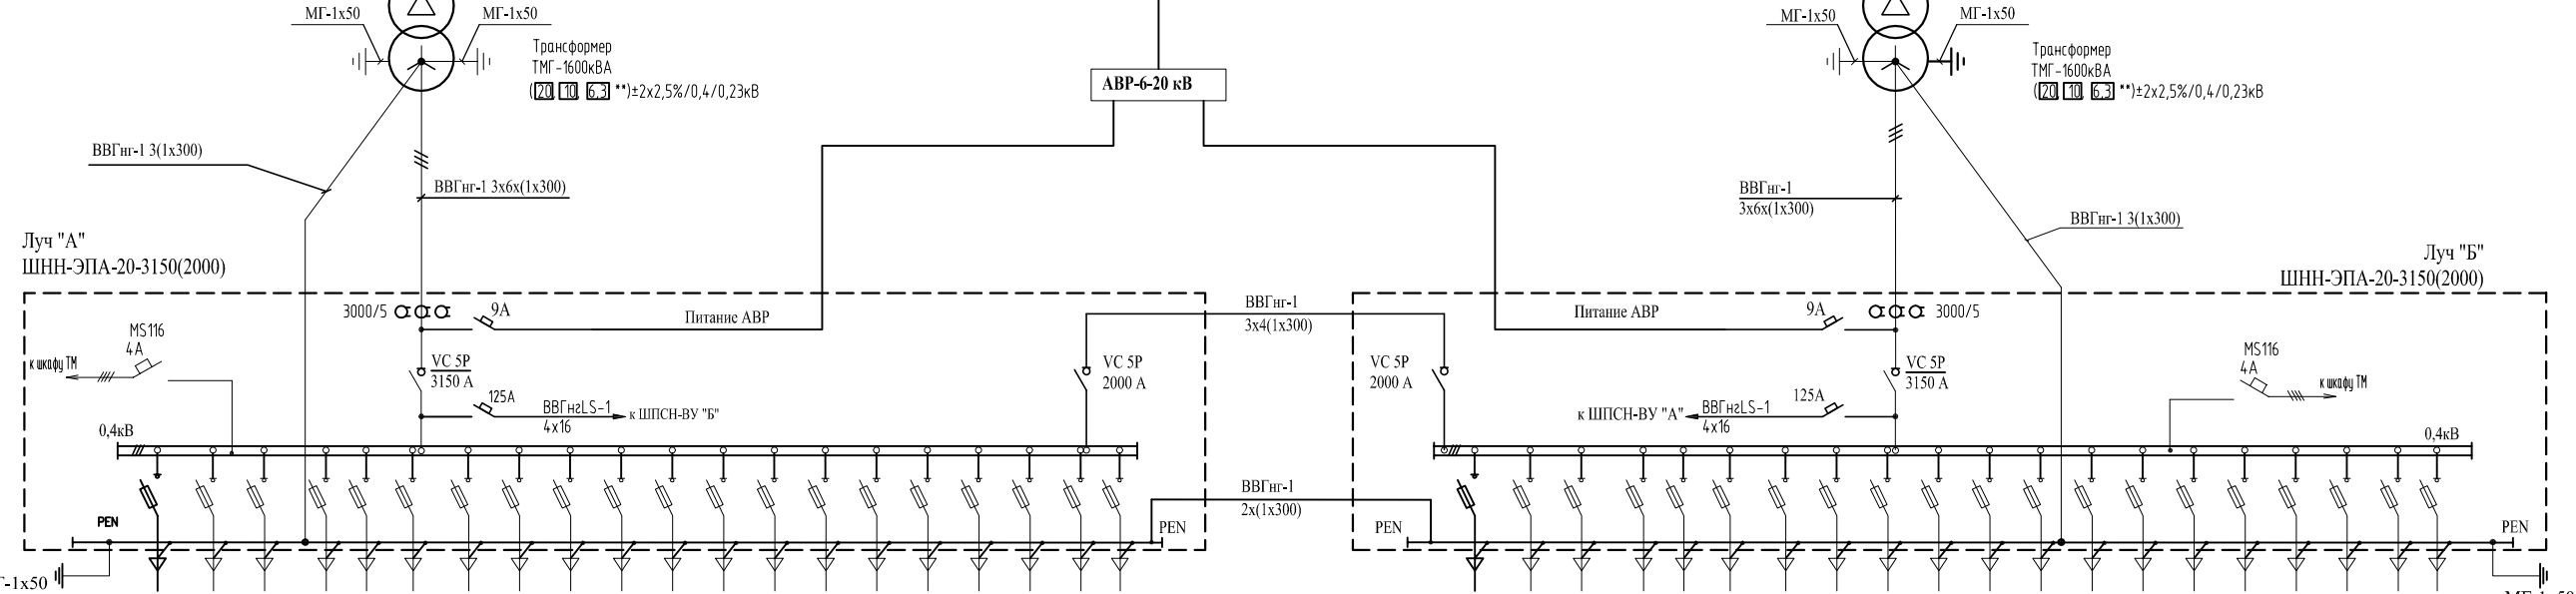 МГ-1х50
МГ-1х50
Трансформер
ТМГ-1600кВА
(20, 10, 6.3 **)±2х2,5%/0,4/0,23кВ
АВР-6-20 кВ
МГ-1х50
МГ-1х50
Трансформер
ТМГ-1600кВА
(20, 10, 6.3 **)±2х2,5%/0,4/0,23кВ
ВВГнг-1 3(1х300)
ВВГнг-1 3х6х(1х300)
ВВГнг-1
3х6х(1х300)
ВВГнг-1 3(1х300)
Луч "А"
ШНН-ЭПА-20-3150(2000)
Луч "Б"
ШНН-ЭПА-20-3150(2000)
3000/5
9А
Питание АВР
MS116
4А
к шкафу ТМ
VC 5P
3150 А
125А
ВВГнгLS-1
4х16
к ШПСН-ВУ "Б"
VC 5P
2000 А
0,4кВ
PEN
PEN
ВВГнг-1
3х4(1х300)
ВВГнг-1
2х(1х300)
VC 5P
2000 А
Питание АВР
9А
3000/5
VC 5P
3150 А
к ШПСН-ВУ "А"
ВВГнгLS-1
4х16
125А
MS116
4А
к шкафу ТМ
0,4кВ
PEN
PEN
Г-1х50